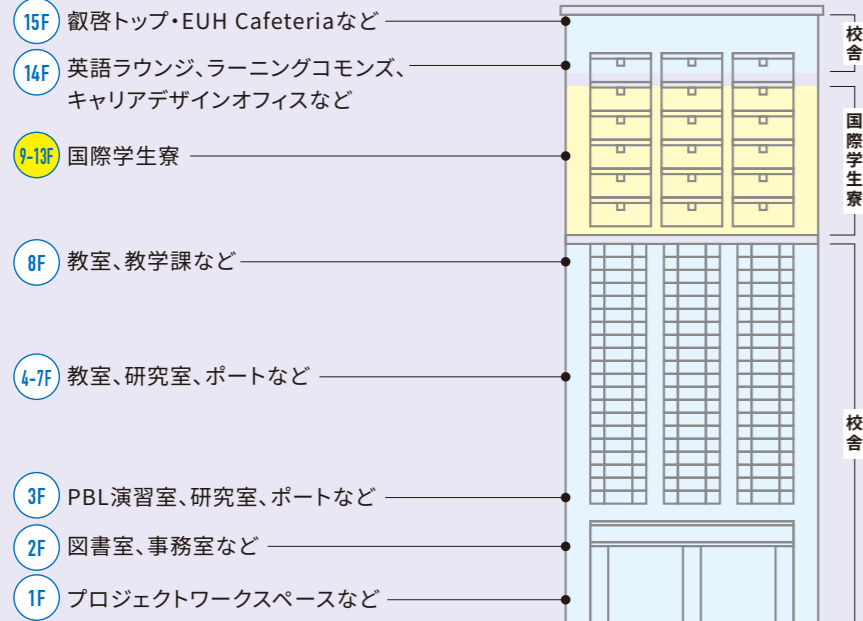 15F 叡啓トップ・EUH Cafeteriaなど
14F 英語ラウンジ、ラーニングコモンズ、
キャリアデザインオフィスなど
9-13F 国際学生寮
8F 教室、教学課など
4-7F 教室、研究室、ポートなど
3F PBL演習室、研究室、ポートなど
2F 図書室、事務室など
1F プロジェクトワークスペースなど
校舎
国際学生寮
校舎